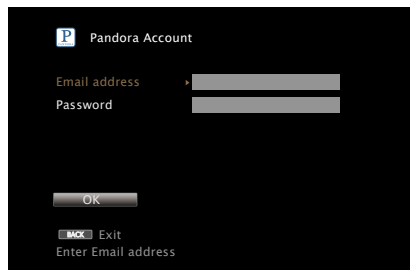 P Pandora Account
Email address
Password
OK
BACK Exit
Enter Email address